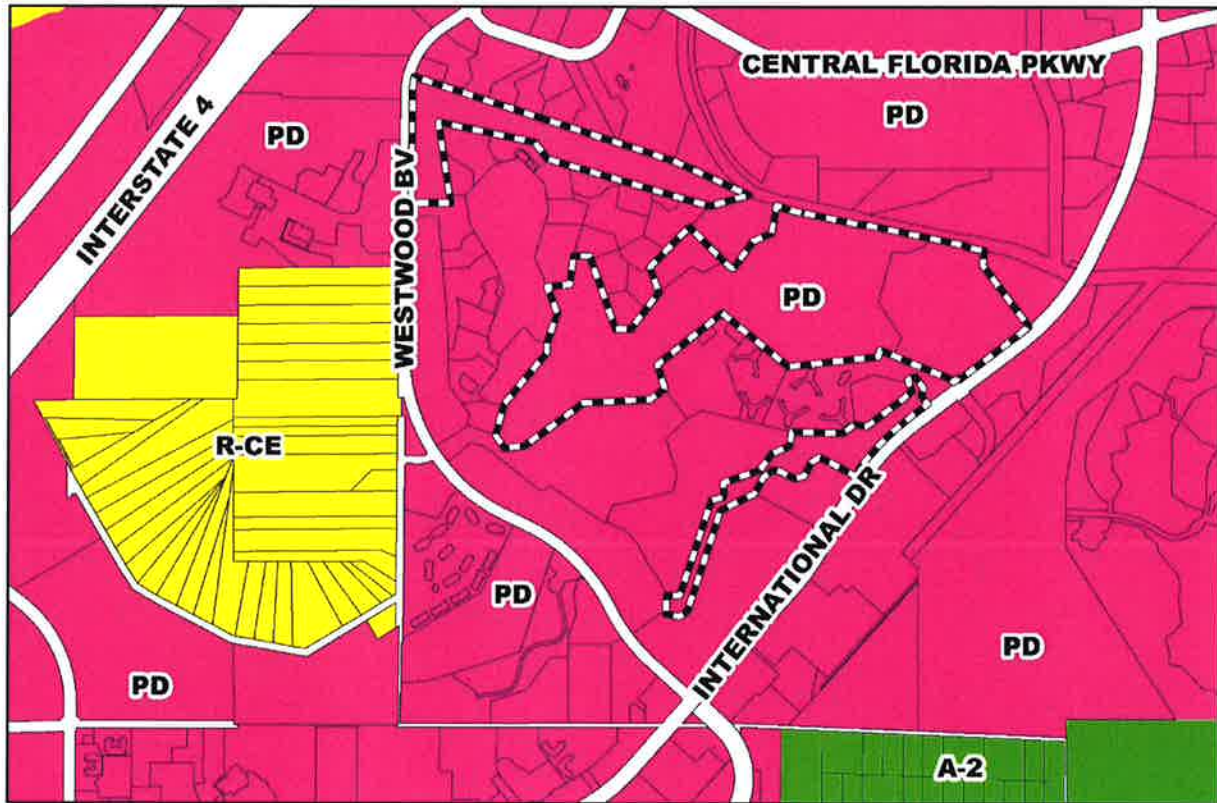 CENTRAL FLORIDA PKWY
PD
PD
INTERSTATE 4
WESTWOOD BV
PD
R-CE
PD
INTERNATIONAL DR
PD
PD
A-2